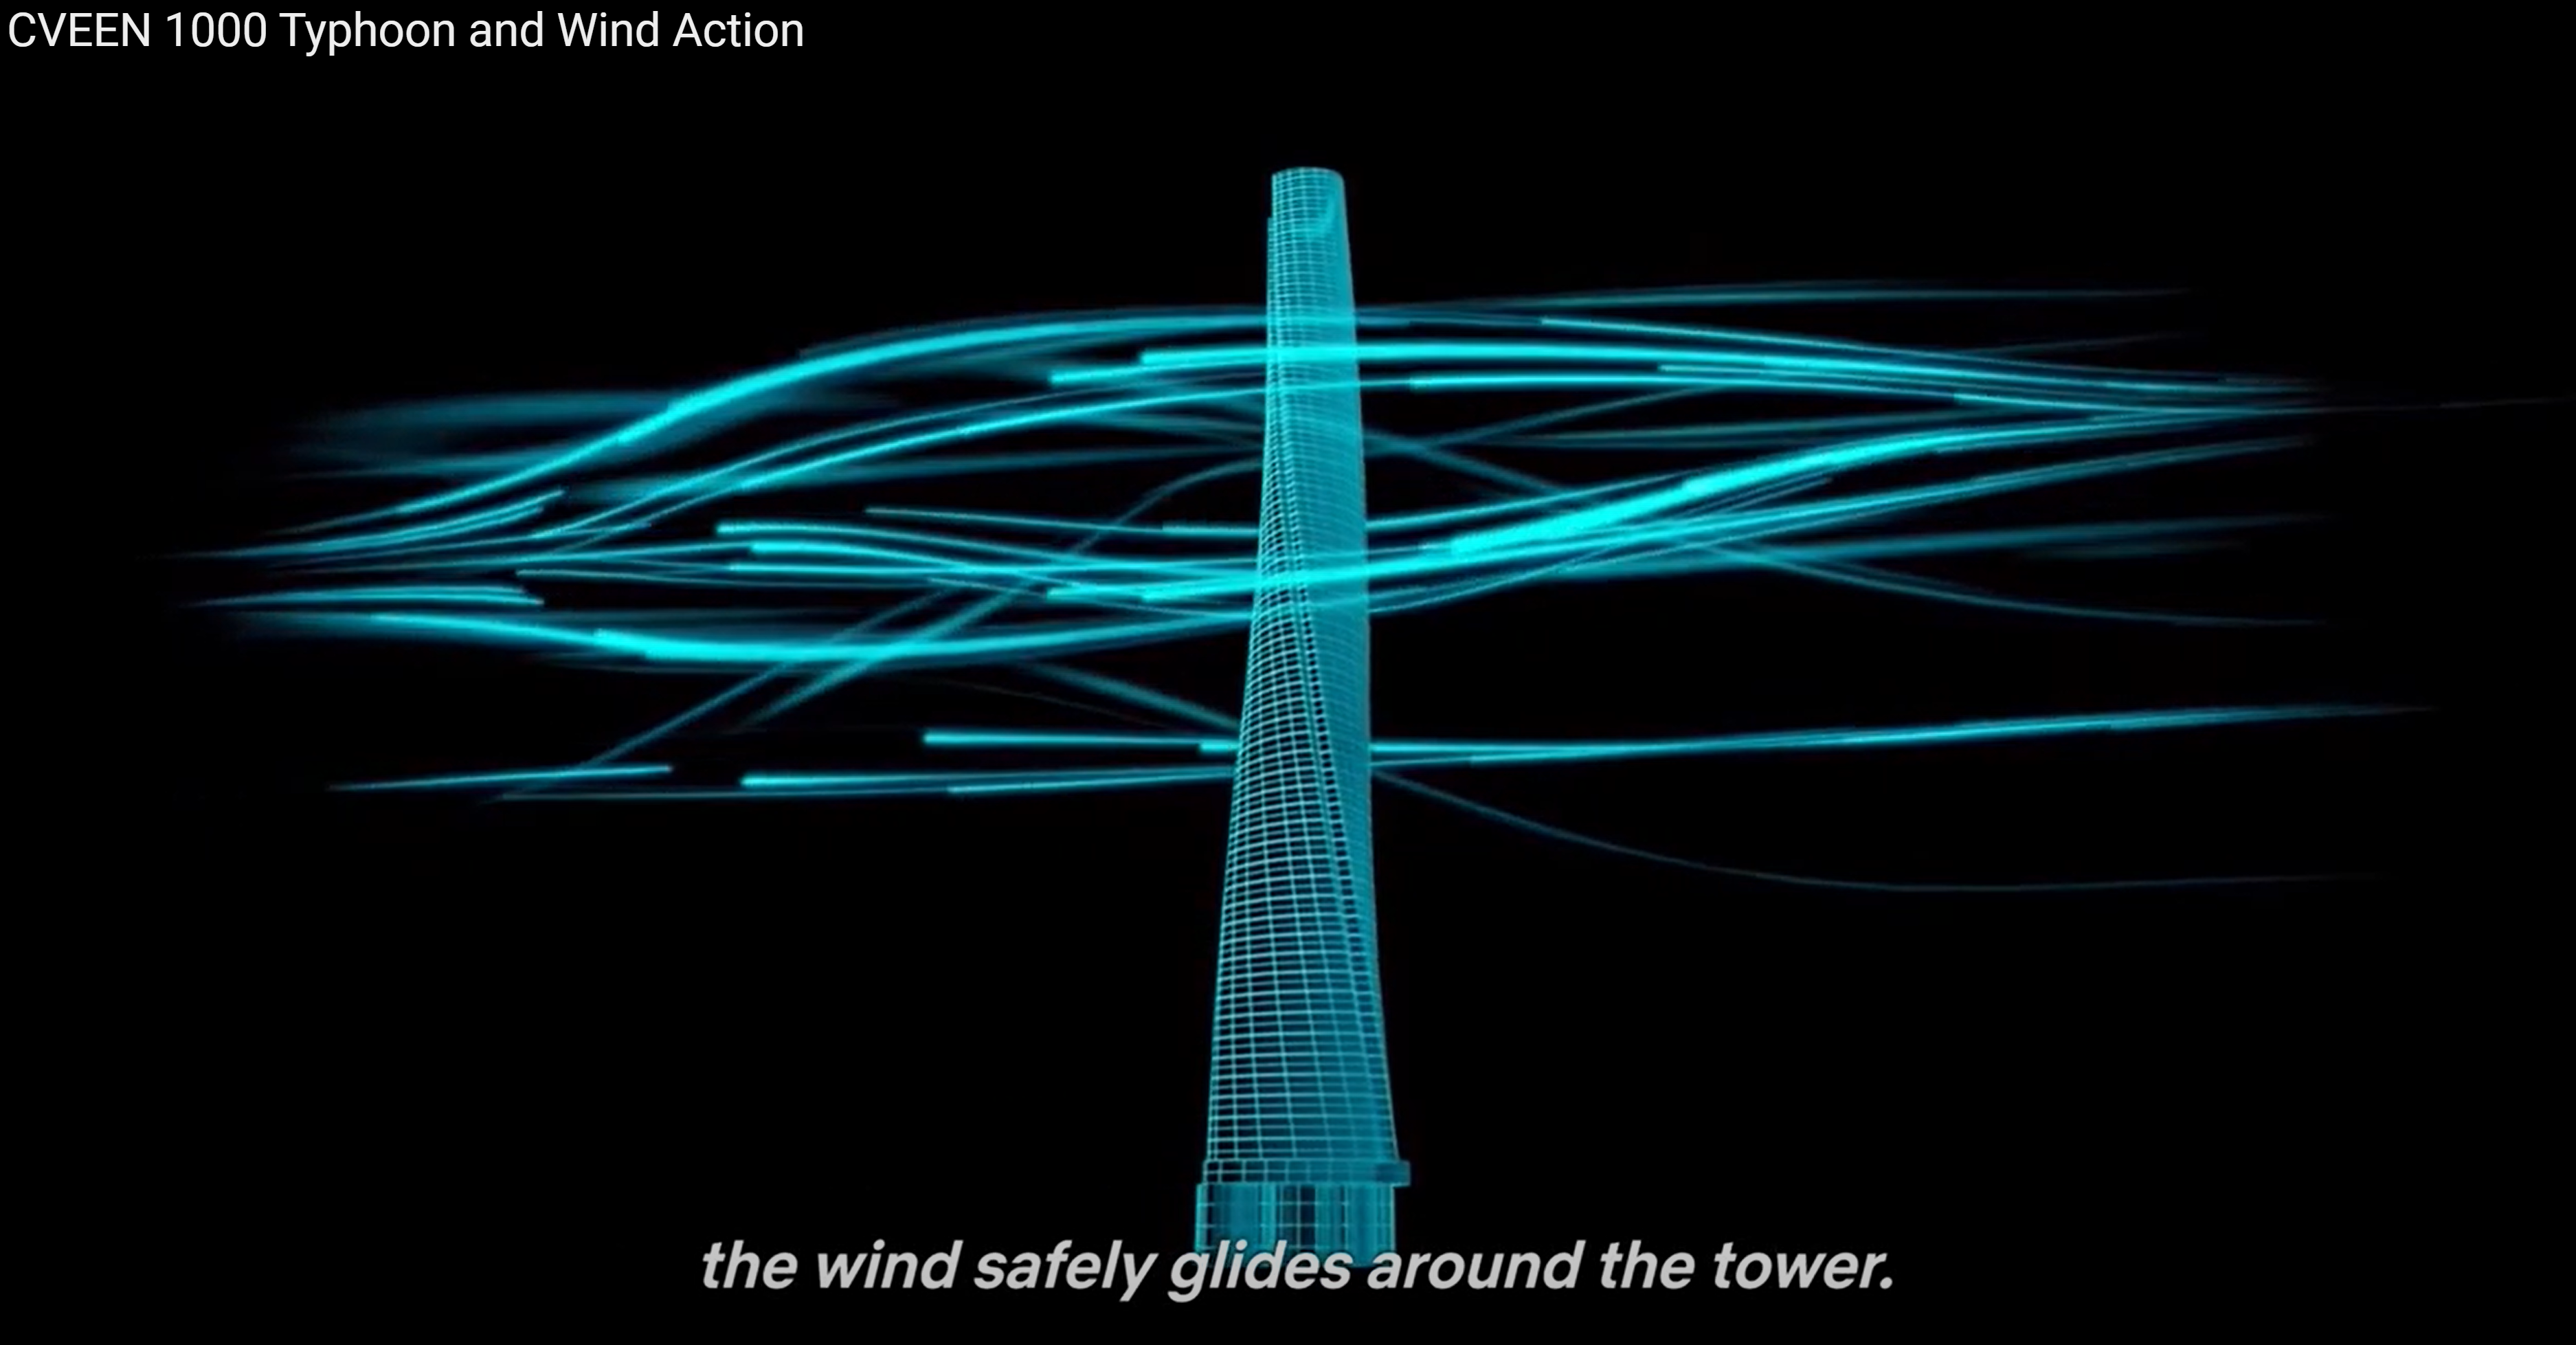 CVEEN 1000 Typhoon and Wind Action
the wind safely glides around the tower.